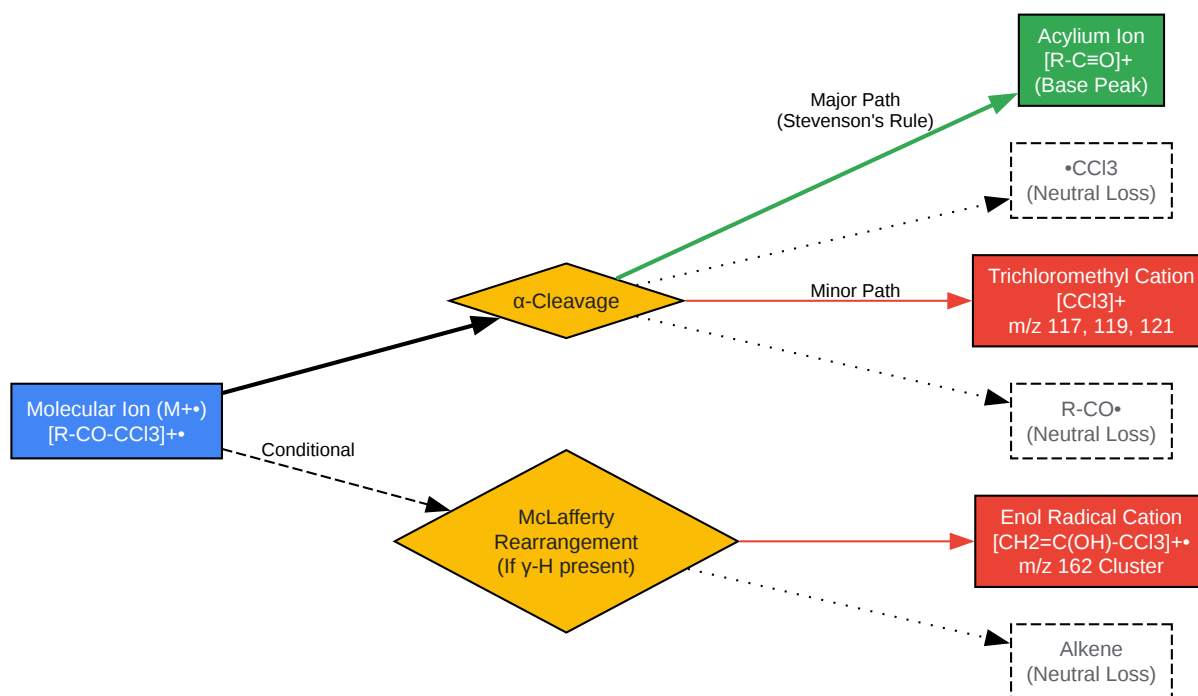 Acylium Ion
[R-C≡O]+
(Base Peak)
Major Path
(Stevenson's Rule)
•CCl3
(Neutral Loss)
α-Cleavage
Minor Path
Trichloromethyl Cation
[CCl3]+
m/z 117, 119, 121
Molecular Ion (M+•)
[R-CO-CCl3]+•
R-CO•
(Neutral Loss)
Conditional
McLafferty
Rearrangement
(If γ-H present)
Enol Radical Cation
[CH2=C(OH)-CCl3]+•
m/z 162 Cluster
Alkene
(Neutral Loss)